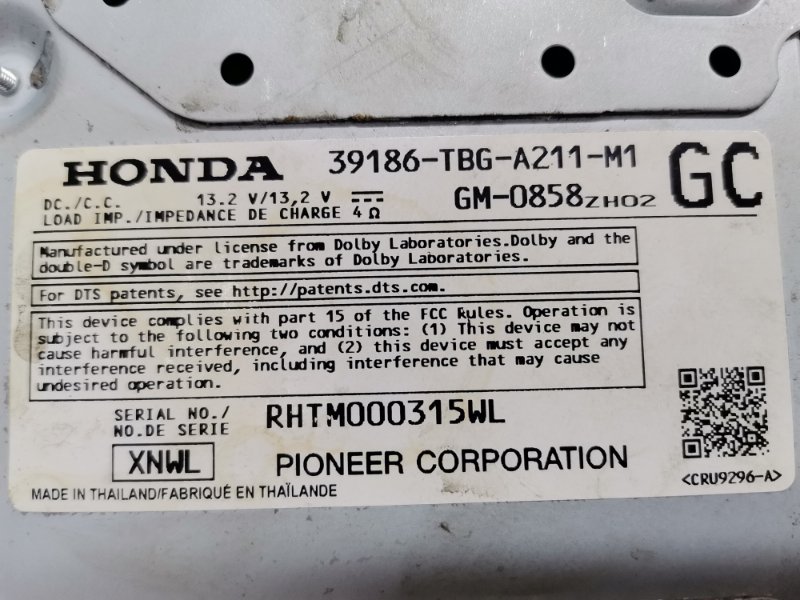 HONDA 39186-TBG-A211-M1 GC
DC./C.C. 13.2 V/13,2 V GM-0858ZH02
LOAD IMP./IMPEDANCE DE CHARGE 4Ω
Manufactured under license from Dolby Laboratories.Dolby and the
double-D symbol are trademarks of Dolby Laboratories.
For DTS patents, see http://patents.dts.com.
This device complies with part 15 of the FCC Rules. Operation is
subject to the following two conditions: (1) This device may not
cause harmful interference, and (2) this device must accept any
interference received, including interference that may cause
undesired operation.
SERIAL NO./
NO.DE SERIE RHTM000315WL
XNWL PIONEER CORPORATION
<CRU9296-A>
MADE IN THAILAND/FABRIQUÉ EN THAÏLANDE